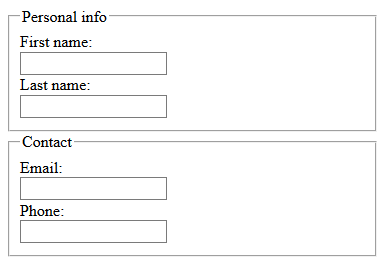 Personal info
First name:
Last name:
Contact
Email:
Phone: